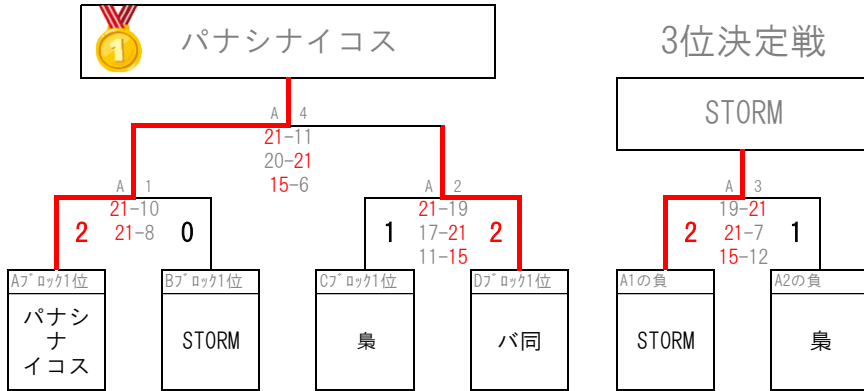 1
パナシナイコス
3位決定戦
STORM
A 4
21-11
20-21
15-6
A 1
21-10
21-8
2
0
A 2
21-19
17-21
11-15
1
2
A 3
19-21
21-7
15-12
2
1
Aブロック1位
Bブロック1位
Cブロック1位
Dブロック1位
A1の負
A2の負
パナシ
ナ
イコス
STORM
梟
バ同
STORM
梟